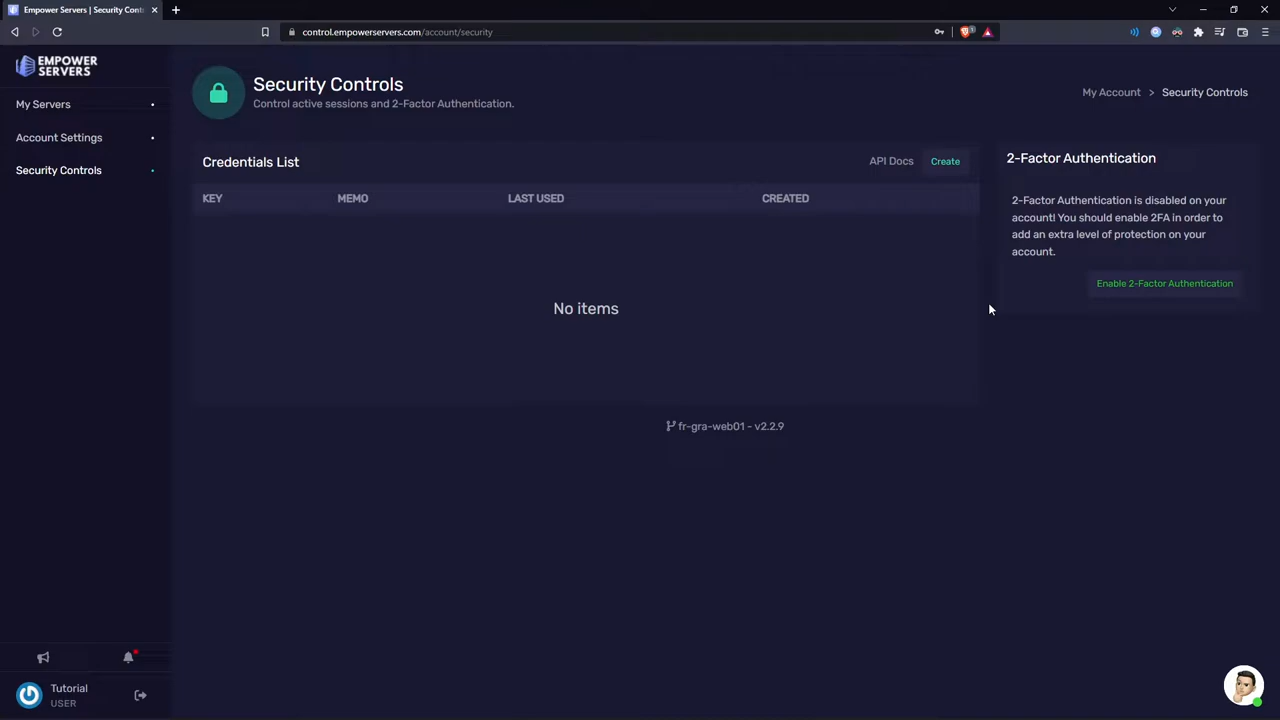 Empower Servers | Security Cont
control.empowerservers.com/account/security
EMPOWER
SERVERS
My Servers
Account Settings
Security Controls
Security Controls
Control active sessions and 2-Factor Authentication.
My Account > Security Controls
Credentials List
API Docs
Create
KEY MEMO LAST USED CREATED
No items
2-Factor Authentication
2-Factor Authentication is disabled on your
account! You should enable 2FA in order to
add an extra level of protection on your
account.
Enable 2-Factor Authentication
fr-gra-web01 - v2.2.9
Tutorial
USER